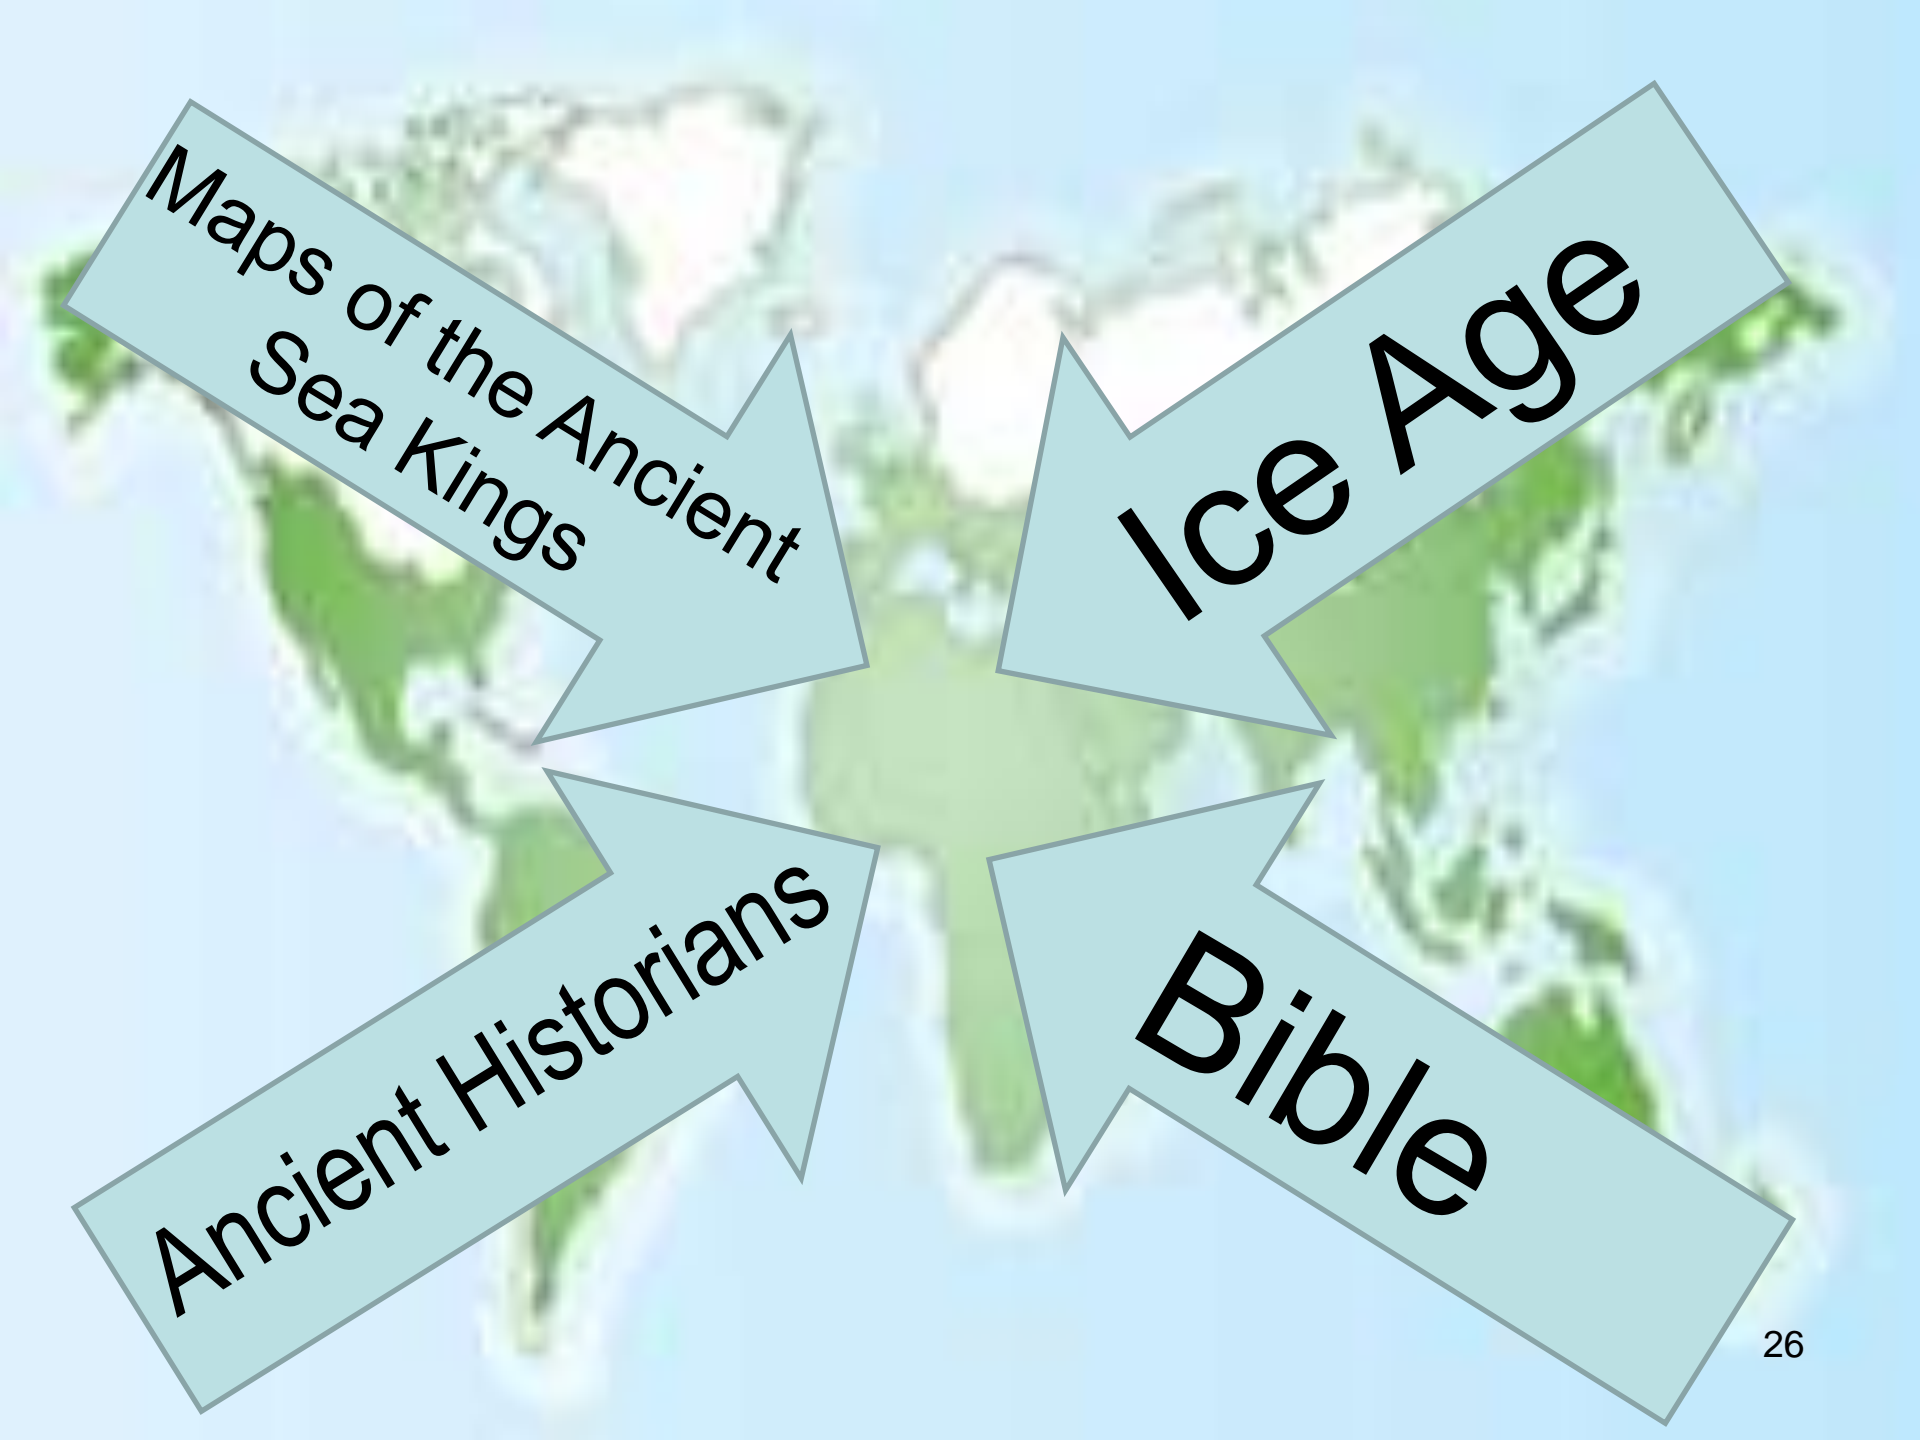 Maps of the Ancient
Sea Kings
Ice Age
Ancient Historians
Bible
26